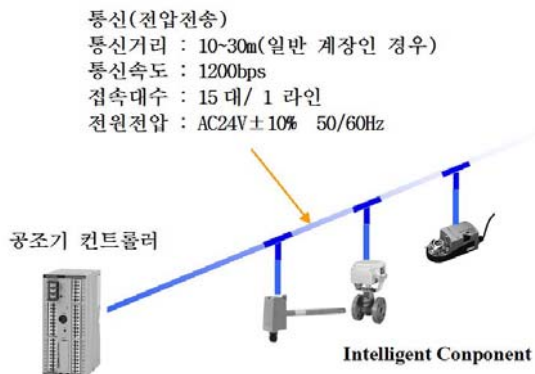 통신(전압전송)
통신거리 : 10~30m(일반 계장인 경우)
통신속도 : 1200bps
접속대수 : 15 대/ 1 라인
전원전압 : AC24V±10% 50/60Hz
공조기 컨트롤러
Intelligent Conponent